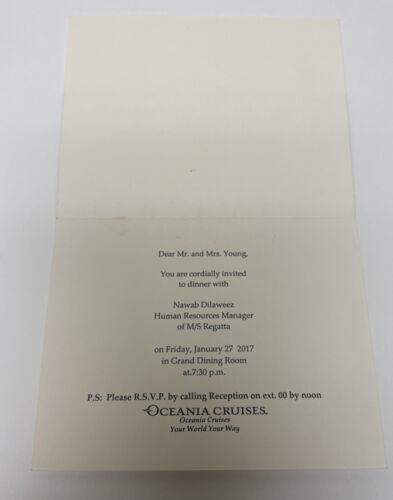 Dear Mr. and Mrs. Young,
You are cordially invited
to dinner with
Nawab Dilaweez
Human Resources Manager
of M/S Regatta
on Friday, January 27 2017
in Grand Dining Room
at.7:30 p.m.
P.S: Please R.S.V.P. by calling Reception on ext. 00 by noon
OCEANIA CRUISES.
Oceania Cruises
Your World Your Way